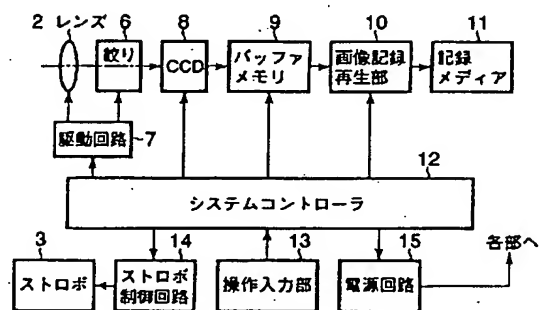 2 レンズ
6
8
9
10
11
絞り
CCD
バッファ
メモリ
画像記録
再生部
記録
メディア
駆動回路
7
12
システムコントローラ
3
14
13
15
各部へ
ストロボ
ストロボ
制御回路
操作入力部
電源回路